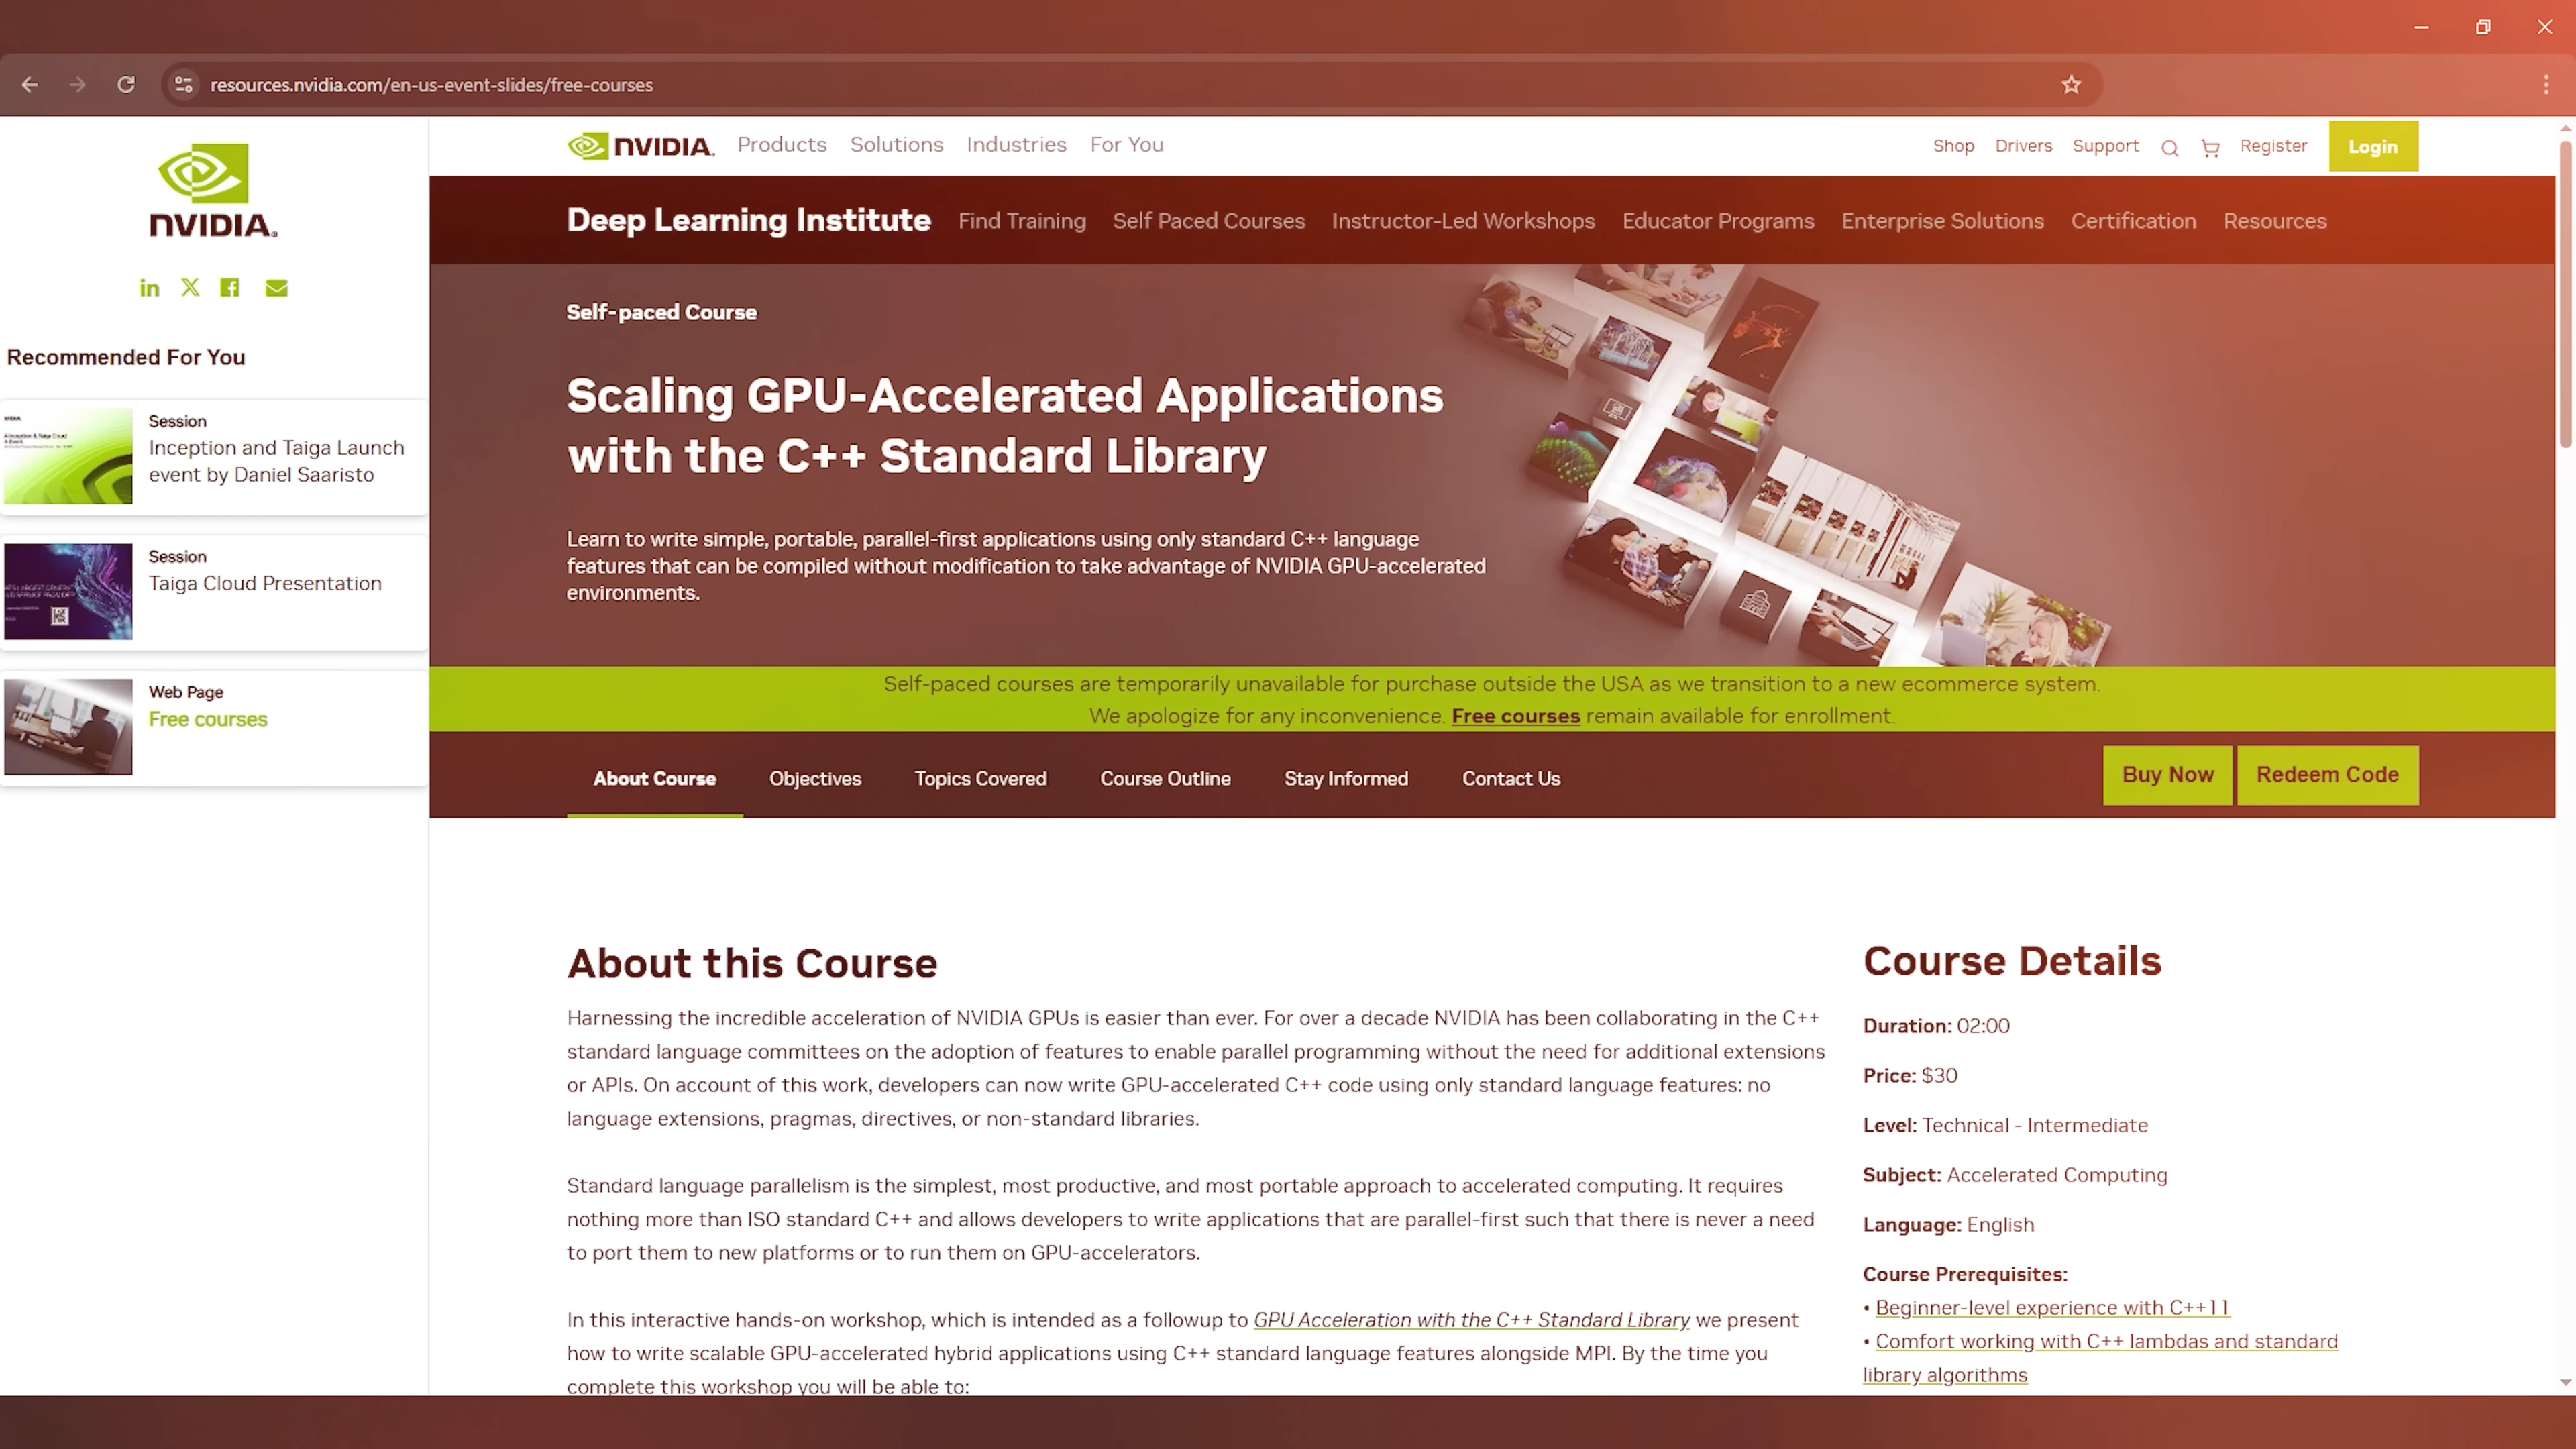 resources.nvidia.com/en-us-event-slides/free-courses
NVIDIA.
Recommended For You
Session
Inception and Taiga Launch
event by Daniel Saaristo
Session
Taiga Cloud Presentation
Web Page
Free courses
NVIDIA. Products Solutions Industries For You
Shop Drivers Support Register Login
Deep Learning Institute Find Training Self Paced Courses Instructor-Led Workshops Educator Programs Enterprise Solutions Certification Resources
Self-paced Course
Scaling GPU-Accelerated Applications
with the C++ Standard Library
Learn to write simple, portable, parallel-first applications using only standard C++ language
features that can be compiled without modification to take advantage of NVIDIA GPU-accelerated
environments.
Self-paced courses are temporarily unavailable for purchase outside the USA as we transition to a new ecommerce system.
We apologize for any inconvenience. Free courses remain available for enrollment.
About Course Objectives Topics Covered Course Outline Stay Informed Contact Us
Buy Now Redeem Code
About this Course
Harnessing the incredible acceleration of NVIDIA GPUs is easier than ever. For over a decade NVIDIA has been collaborating in the C++
standard language committees on the adoption of features to enable parallel programming without the need for additional extensions
or APIs. On account of this work, developers can now write GPU-accelerated C++ code using only standard language features: no
language extensions, pragmas, directives, or non-standard libraries.
Standard language parallelism is the simplest, most productive, and most portable approach to accelerated computing. It requires
nothing more than ISO standard C++ and allows developers to write applications that are parallel-first such that there is never a need
to port them to new platforms or to run them on GPU-accelerators.
In this interactive hands-on workshop, which is intended as a followup to GPU Acceleration with the C++ Standard Library we present
how to write scalable GPU-accelerated hybrid applications using C++ standard language features alongside MPI. By the time you
complete this workshop you will be able to:
Course Details
Duration: 02:00
Price: $30
Level: Technical - Intermediate
Subject: Accelerated Computing
Language: English
Course Prerequisites:
• Beginner-level experience with C++11
• Comfort working with C++ lambdas and standard
library algorithms